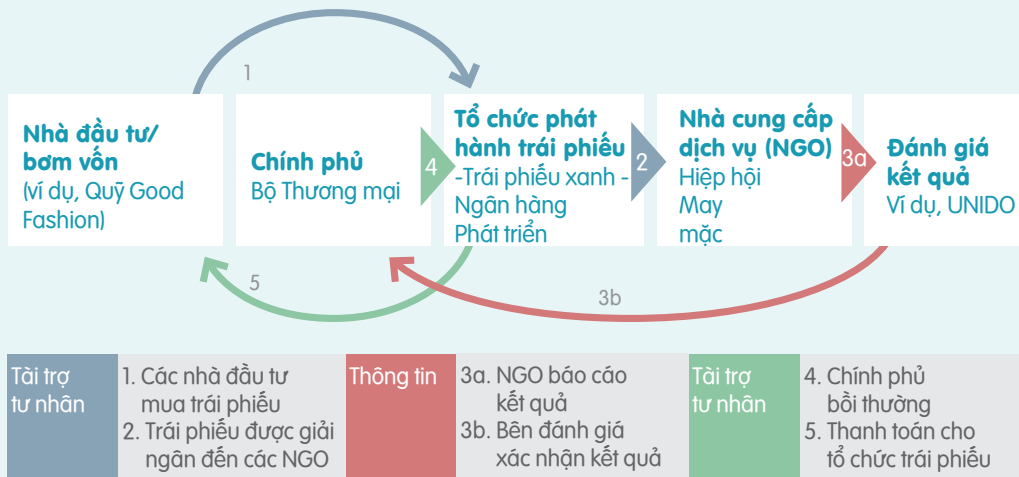 1
Nhà đầu tư/
bơm vốn
(ví dụ, Quỹ Good
Fashion)
Chính phủ
Bộ Thương mại
4
Tổ chức phát
hành trái phiếu
-Trái phiếu xanh -
Ngân hàng
Phát triển
2
Nhà cung cấp
dịch vụ (NGO)
Hiệp hội
May
mặc
3a
Đánh giá
kết quả
Ví dụ, UNIDO
5
3b
Tài trợ
tư nhân
1. Các nhà đầu tư
mua trái phiếu
2. Trái phiếu được giải
ngân đến các NGO
Thông tin
3a. NGO báo cáo
kết quả
3b. Bên đánh giá
xác nhận kết quả
Tài trợ
tư nhân
4. Chính phủ
bồi thường
5. Thanh toán cho
tổ chức trái phiếu